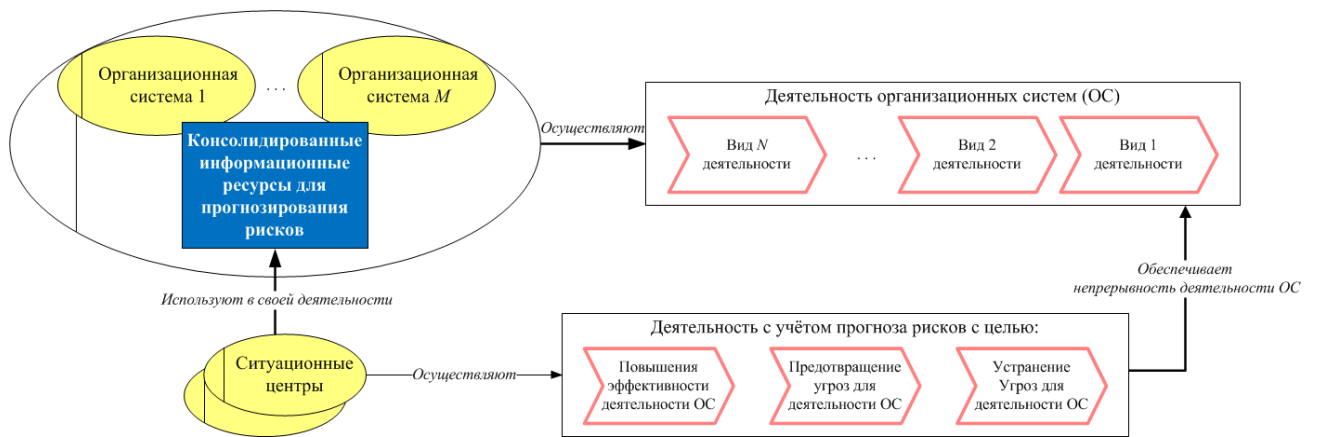 Организационная
система 1
. . .
Организационная
система M
Консолидированные
информационные
ресурсы для
прогнозирования
рисков
Осуществляют
Деятельность организационных систем (ОС)
Вид N
деятельности
. . .
Вид 2
деятельности
Вид 1
деятельности
Используют в своей деятельности
Обеспечивает
непрерывность деятельности ОС
Ситуационные
центры
Осуществляют
Деятельность с учётом прогноза рисков с целью:
Повышения
эффективности
деятельности ОС
Предотвращение
угроз для
деятельности ОС
Устранение
Угроз для
деятельности ОС